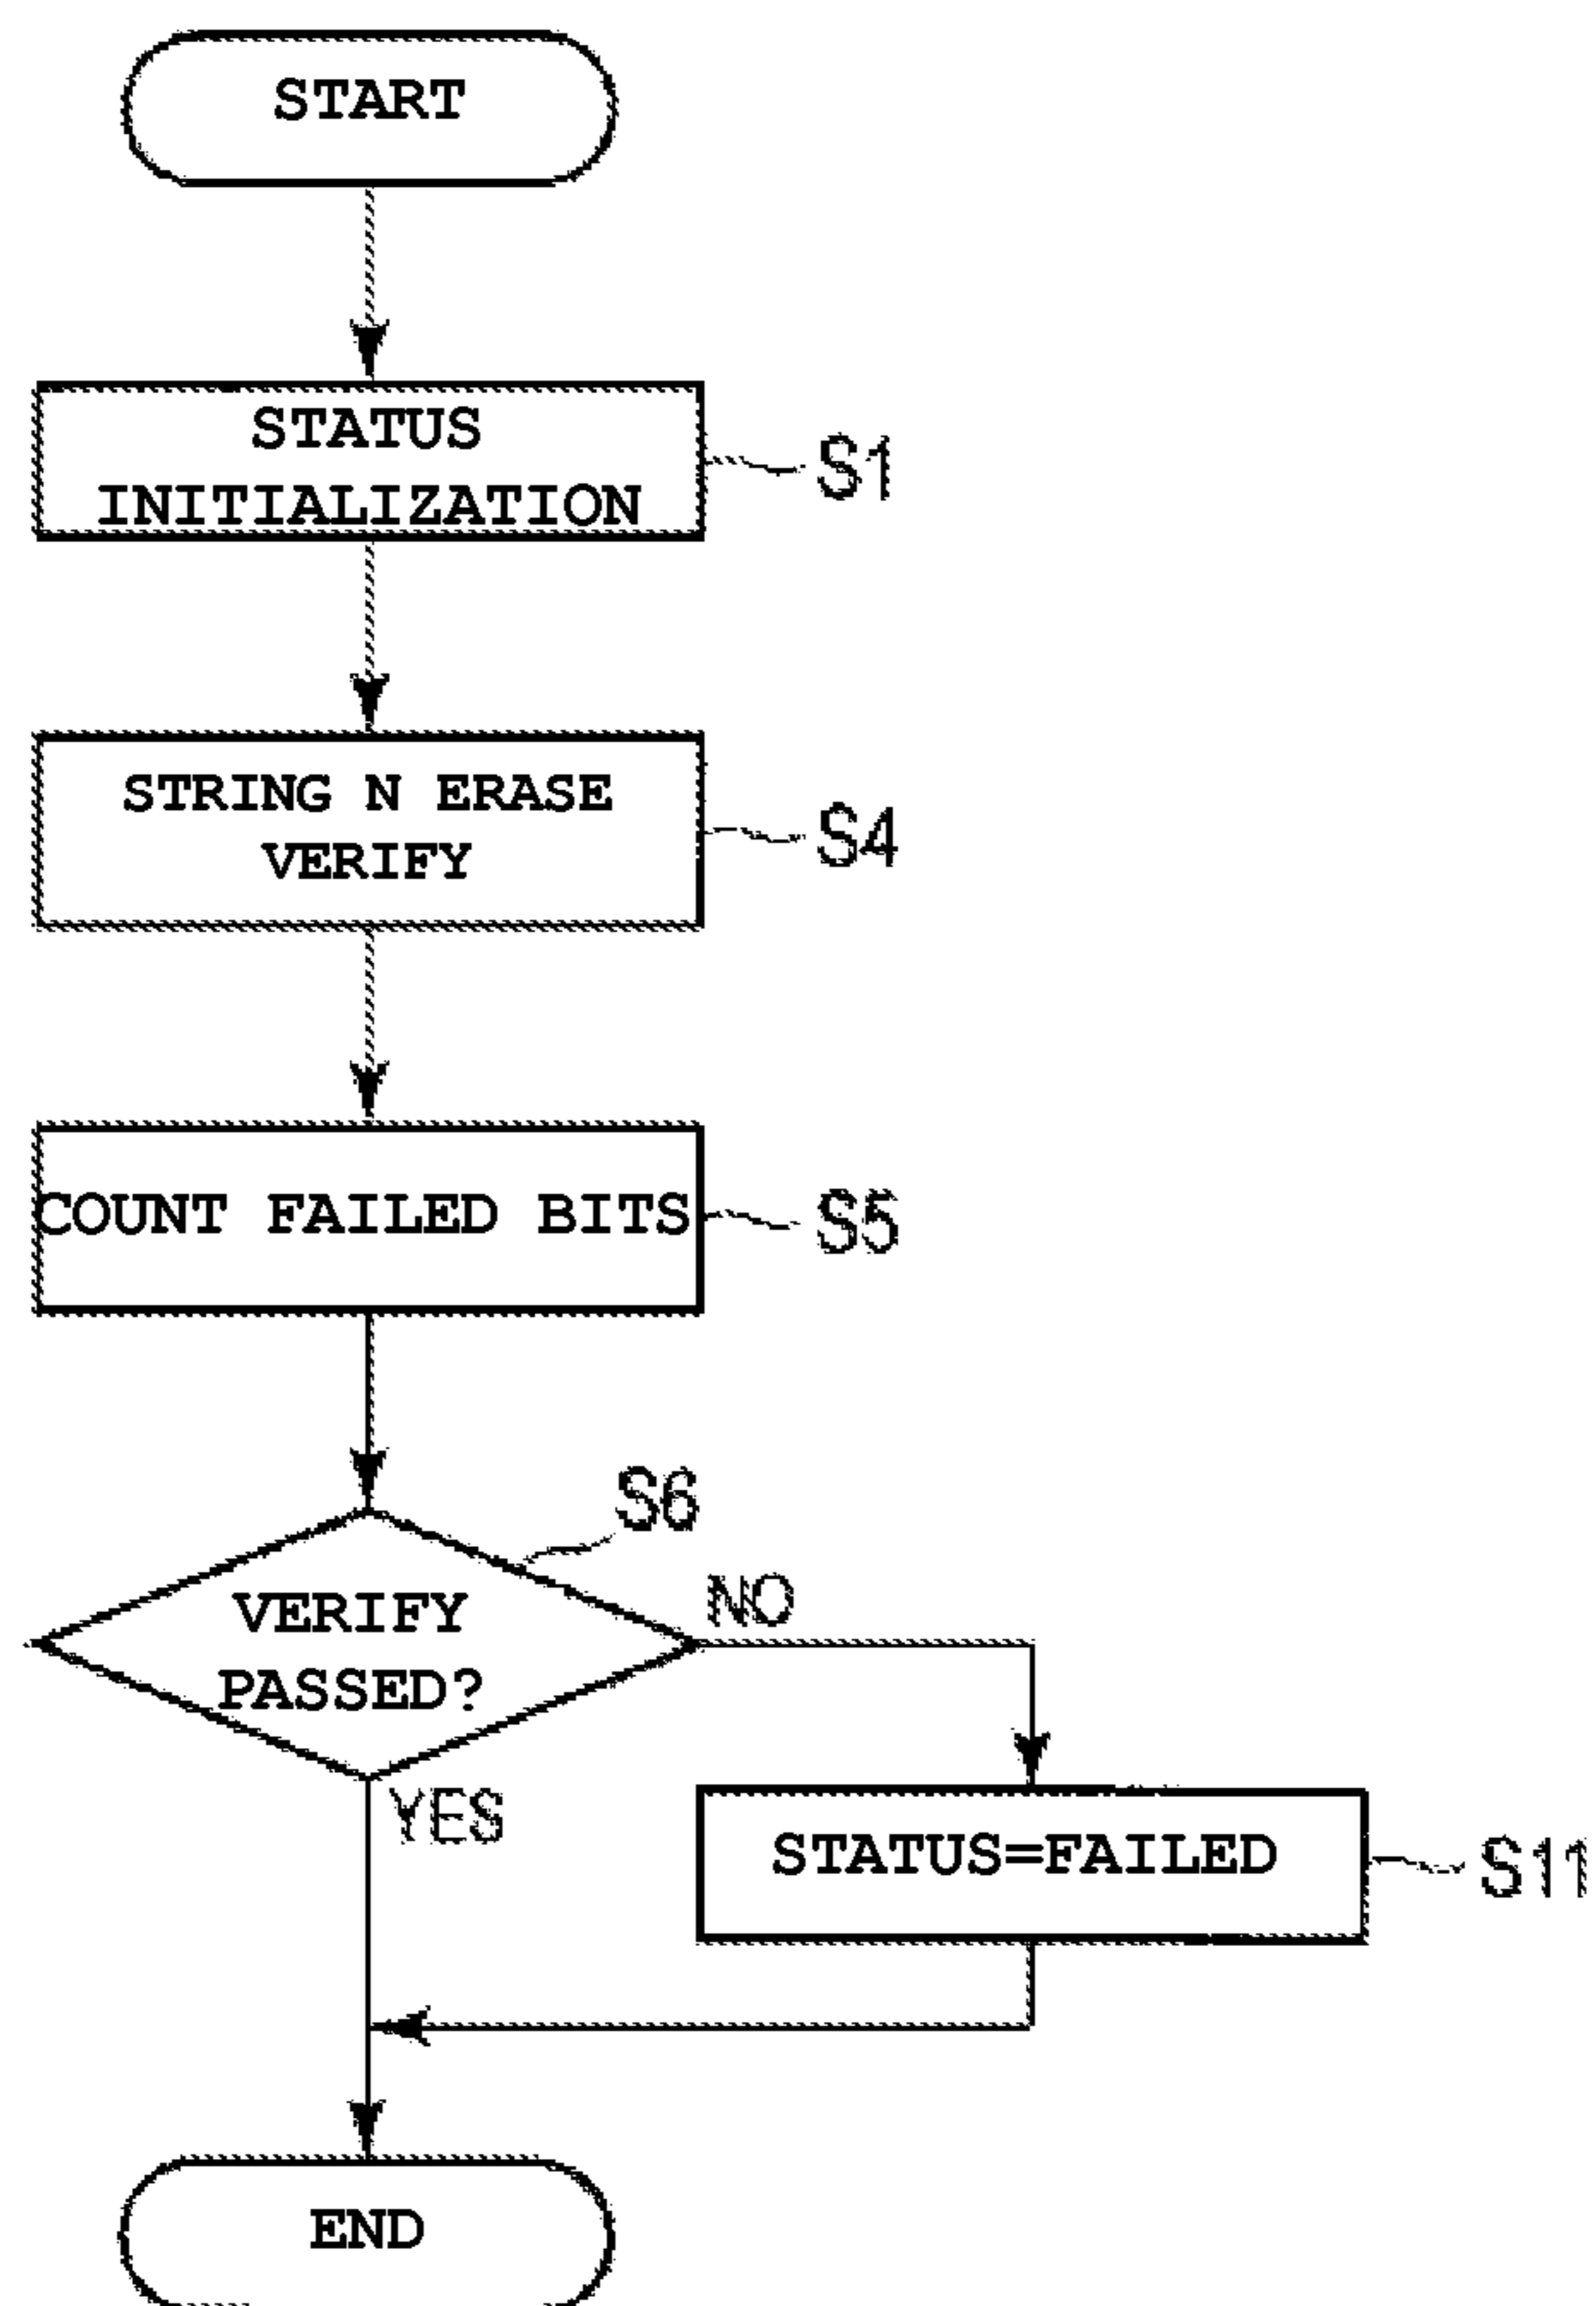 START
STATUS
INITIALIZATION
S1
STRING N ERASE
VERIFY
S4
COUNT FAILED BITS
S5
S6
VERIFY
PASSED?
NO
YES
STATUS=FAILED
S11
END